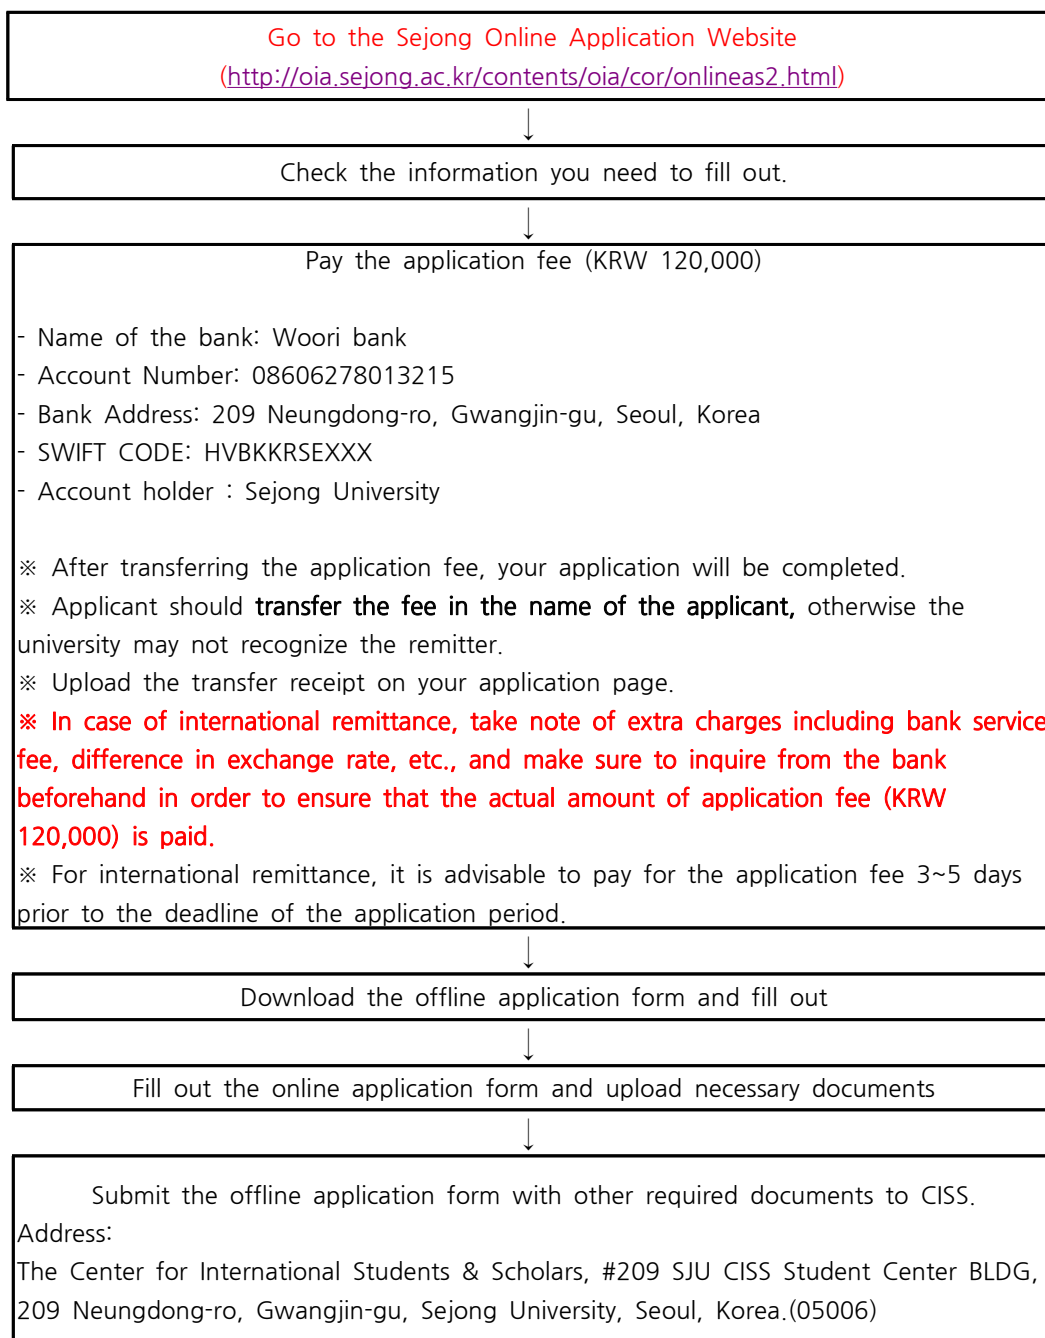 Go to the Sejong Online Application Website
(http://oia.sejong.ac.kr/contents/oia/cor/onlineas2.html)
↓
Check the information you need to fill out.
↓
Pay the application fee (KRW 120,000)
- Name of the bank: Woori bank
- Account Number: 08606278013215
- Bank Address: 209 Neungdong-ro, Gwangjin-gu, Seoul, Korea
- SWIFT CODE: HVBKKRSEXXX
- Account holder : Sejong University
※ After transferring the application fee, your application will be completed.
※ Applicant should transfer the fee in the name of the applicant, otherwise the
university may not recognize the remitter.
※ Upload the transfer receipt on your application page.
※ In case of international remittance, take note of extra charges including bank service
fee, difference in exchange rate, etc., and make sure to inquire from the bank
beforehand in order to ensure that the actual amount of application fee (KRW
120,000) is paid.
※ For international remittance, it is advisable to pay for the application fee 3~5 days
prior to the deadline of the application period.
↓
Download the offline application form and fill out
↓
Fill out the online application form and upload necessary documents
↓
Submit the offline application form with other required documents to CISS.
Address:
The Center for International Students & Scholars, #209 SJU CISS Student Center BLDG,
209 Neungdong-ro, Gwangjin-gu, Sejong University, Seoul, Korea.(05006)